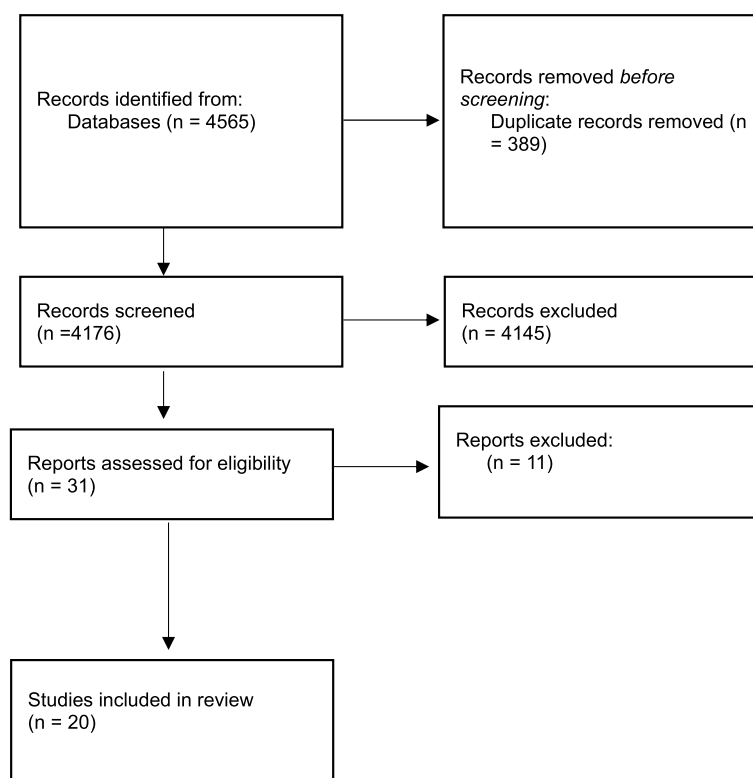 Records identified from:
Databases (n = 4565)
Records removed before
screening:
Duplicate records removed (n
= 389)
Records screened
(n =4176)
Records excluded
(n = 4145)
Reports assessed for eligibility
(n = 31)
Reports excluded:
(n = 11)
Studies included in review
(n = 20)